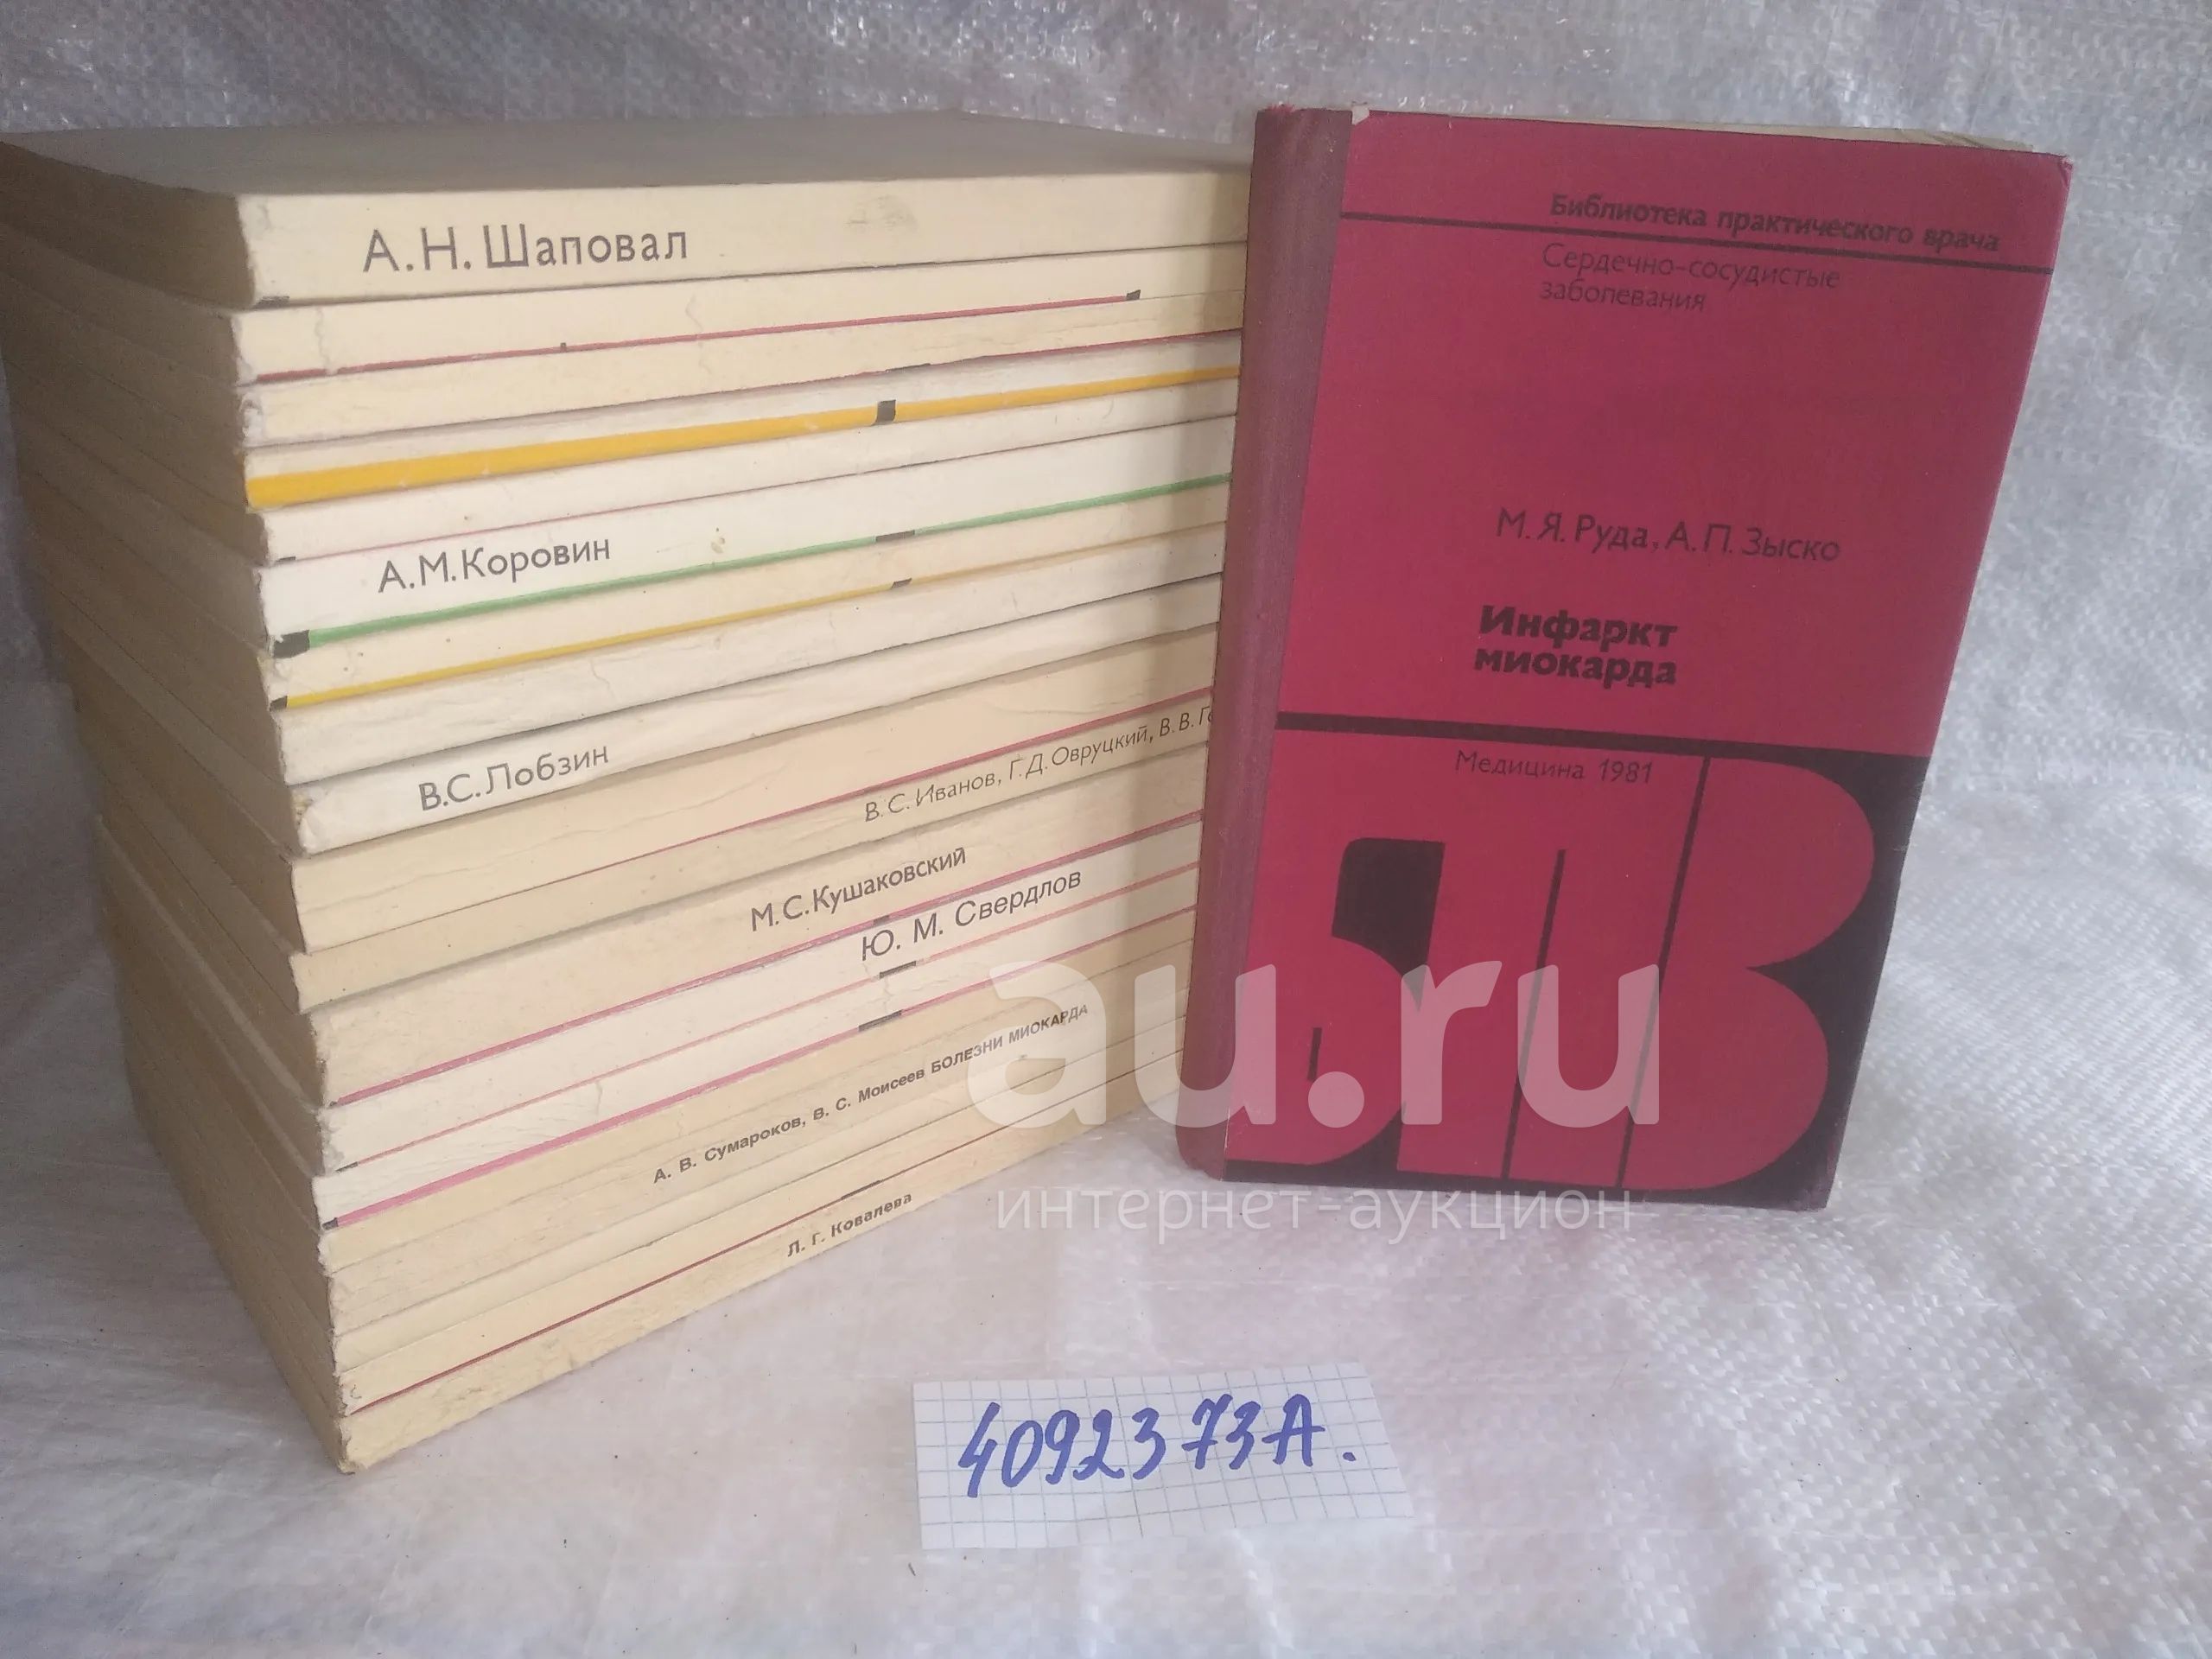 А.Н.Шаповал
А.М.Коровин
В.С.Лобзин
В.С.Иванов, Г.Д.Овруцкий, В.В.
М.С.Кушаковский
Ю. М. Свердлов
А. В. Сумароков, В. С. Моисеев БОЛЕЗНИ МИОКАРДА
Л. Г. Ковалева
Библиотека практического врача
Сердечно-сосудистые
заболевания
М.Я.Руда, А.П.Зыско
Инфаркт
миокарда
Медицина 1981
БПВ
au.ru
интернет-аукцион
4092373А.